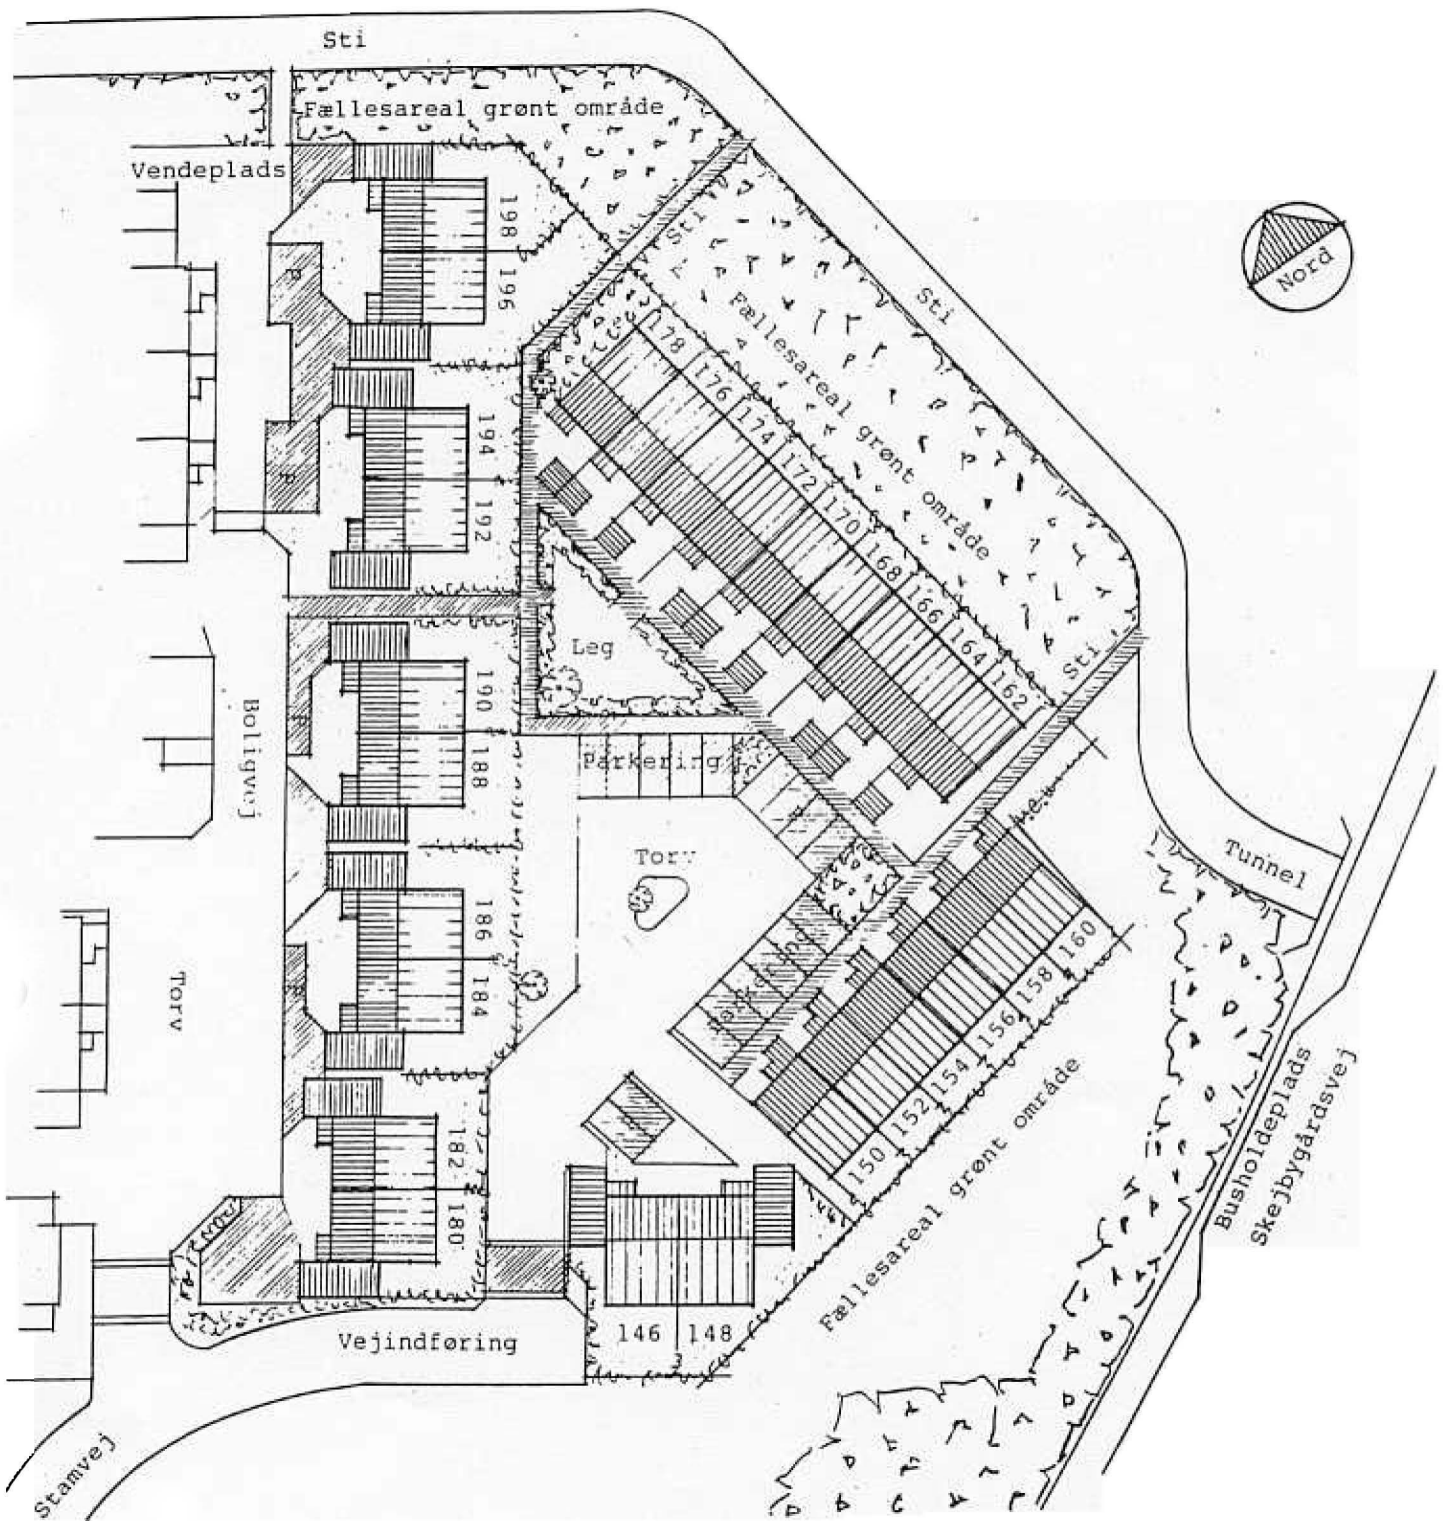 Sti
Fællesareal grønt område
Vendeplads
198
196
P
Sti
Nord
Sti
Fællesareal grønt område
178
176
174
172
170
168
166
164
162
194
192
P
Leg
Sti
190
188
P
Boligvej
Parkering
Torv
Tunnel
186
184
Torv
Parkering
160
158
156
154
152
150
Fællesareal grønt område
Busholdeplads
Skejbygårdsvej
182
180
Vejindføring
146
148
Stamvej